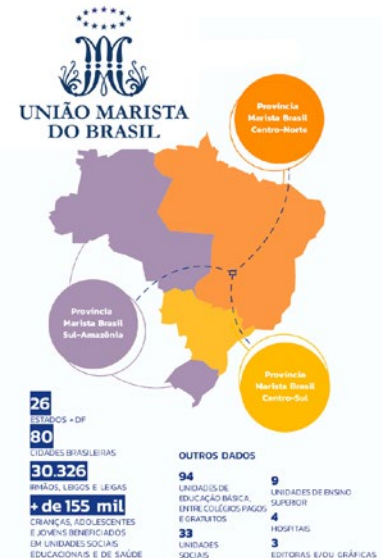 UNIÃO MARISTA
DO BRASIL
Província
Marista Brasil
Centro-Norte
Província
Marista Brasil
Sul-Amazônia
Província
Marista Brasil
Centro-Sul
26
ESTADOS + DF
80
CIDADES BRASILEIRAS
30.326
IRMÃOS, LEIGOS E LEIGAS
+ de 155 mil
CRIANÇAS, ADOLESCENTES
E JOVENS BENEFICIADOS
EM UNIDADES SOCIAIS
EDUCACIONAIS E DE SAÚDE
OUTROS DADOS
94
UNIDADES DE
EDUCAÇÃO BÁSICA,
ENTRE COLÉGIOS PAGOS
E GRATUITOS
33
UNIDADES
SOCIAIS
9
UNIDADES DE ENSINO
SUPERIOR
4
HOSPITAIS
3
EDITORAS E/OU GRÁFICAS